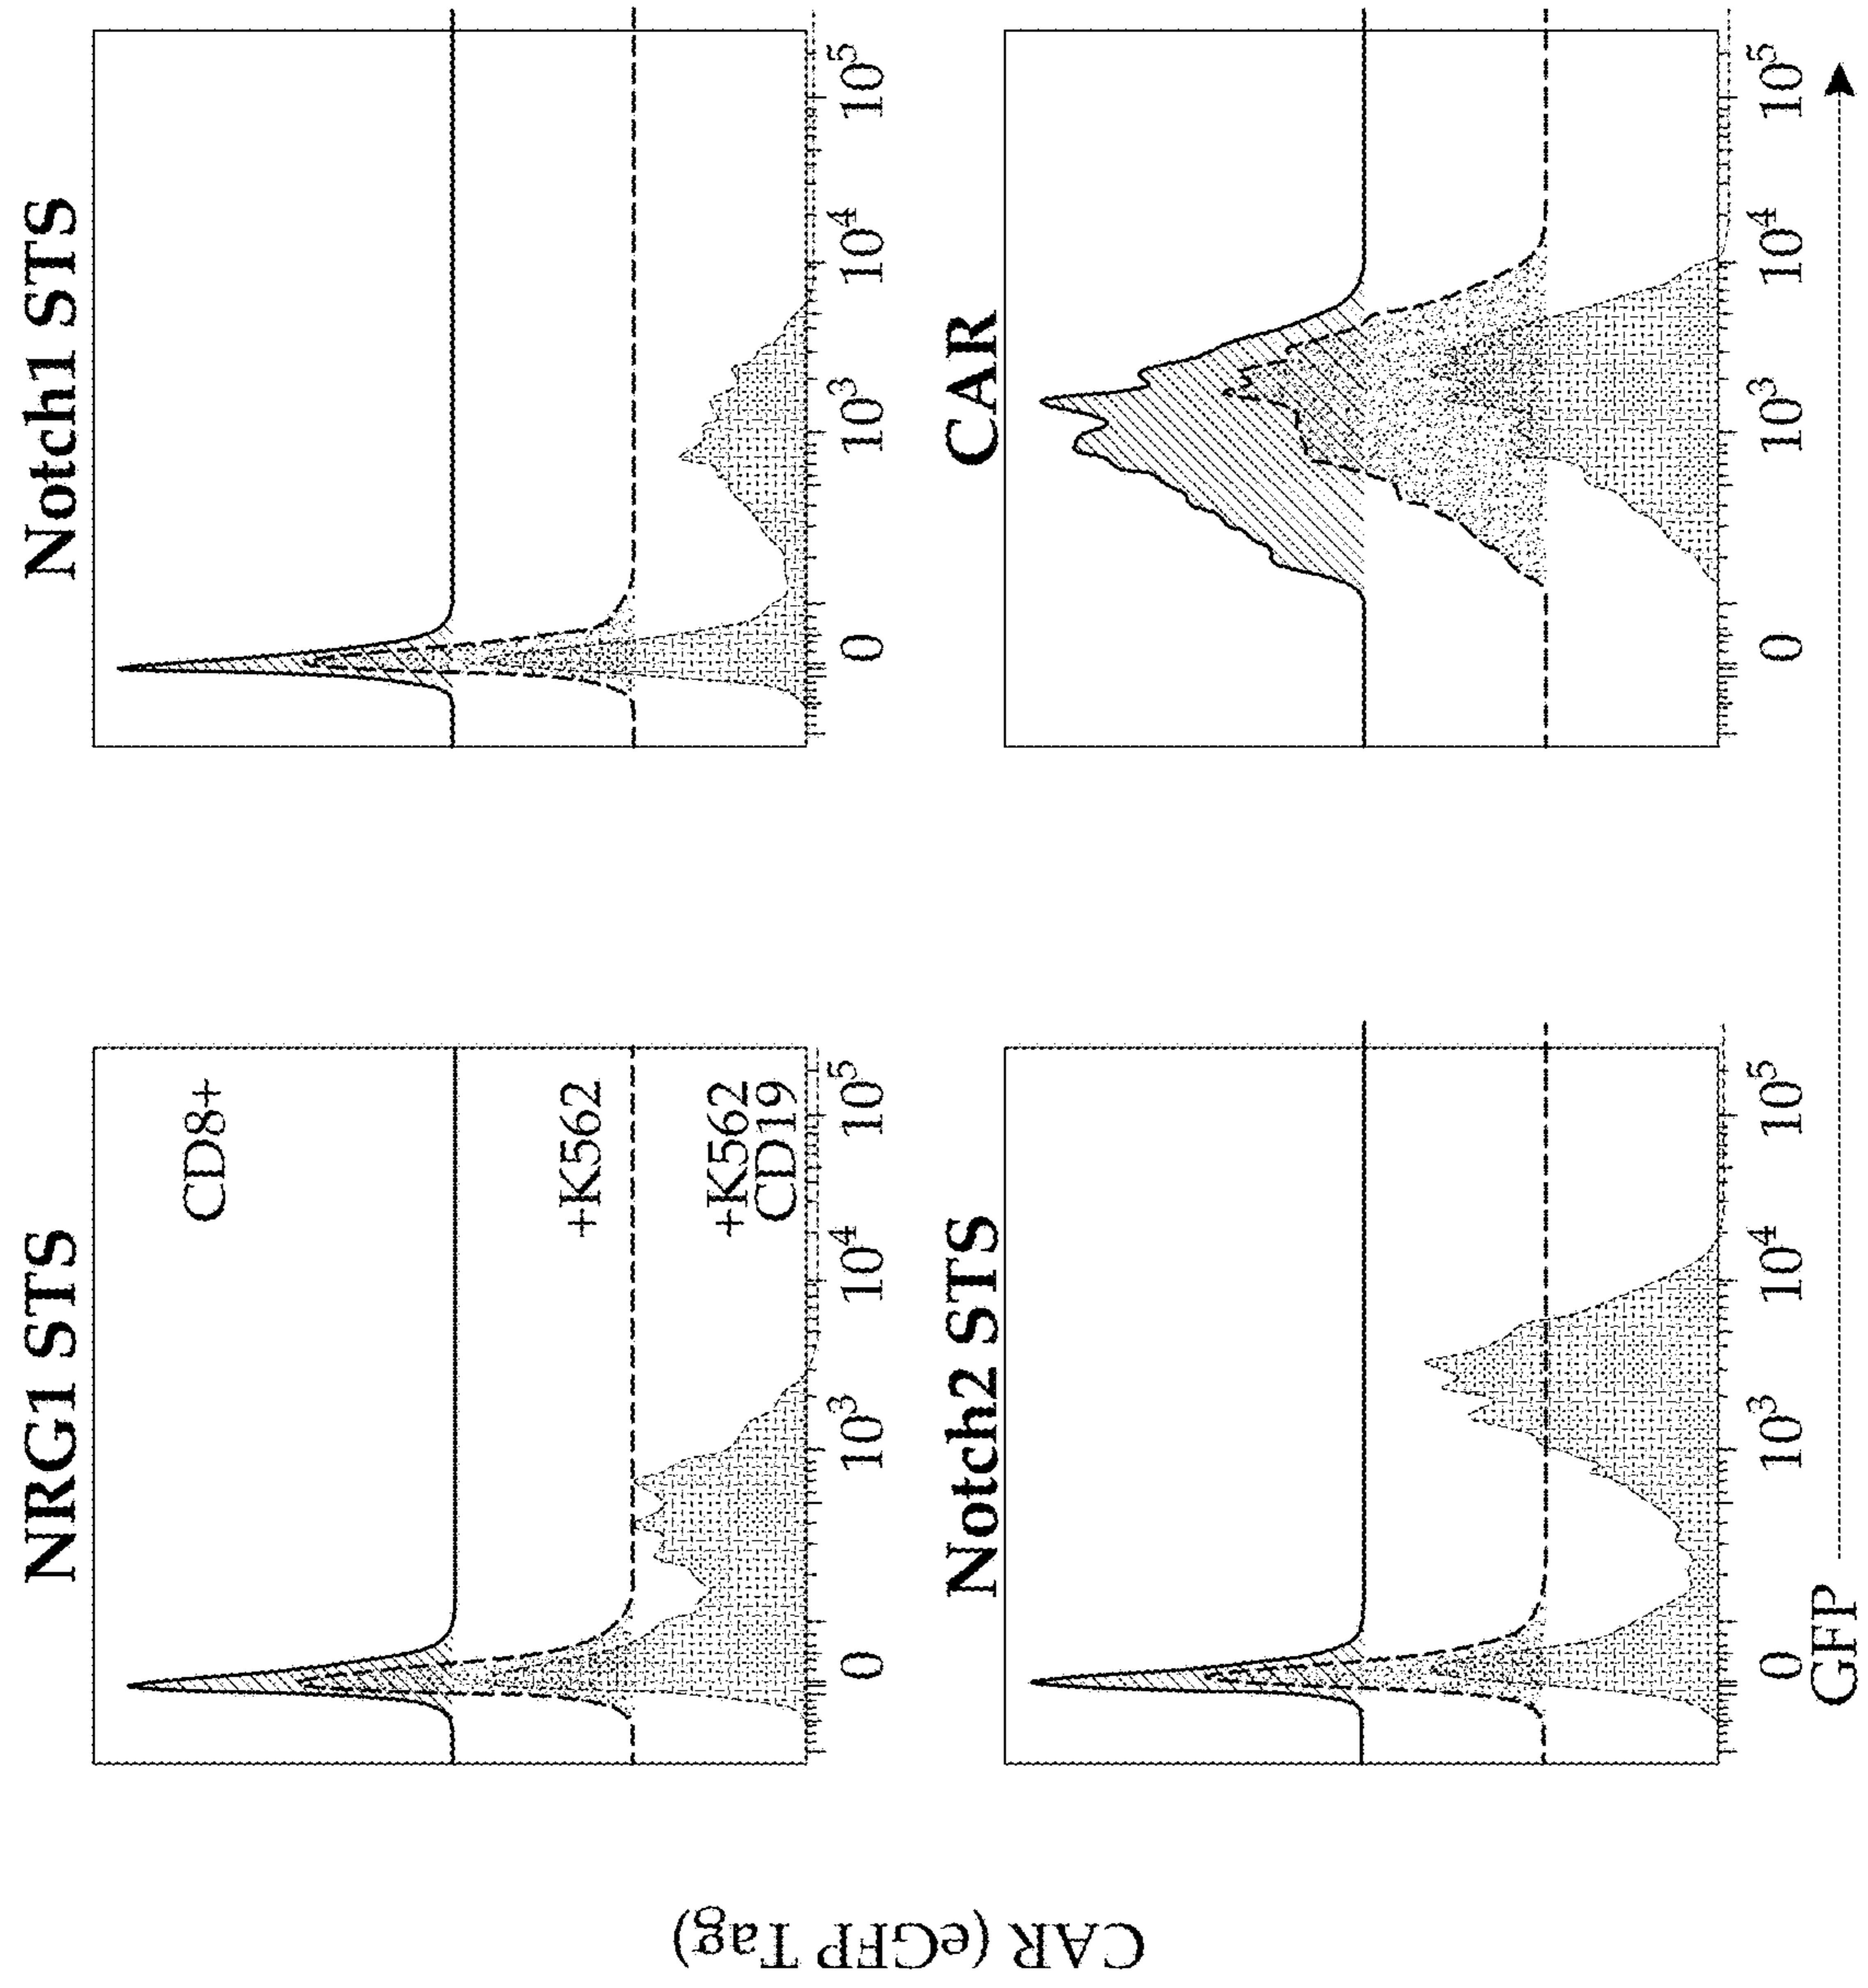 CAR (eGFP Tag)
NRG1 STS
CD8+
+K562
+K562
CD19
0
10³
10⁴
10⁵
Notch1 STS
0
10³
10⁴
10⁵
Notch2 STS
0
10³
10⁴
10⁵
CAR
0
10³
10⁴
10⁵
GFP